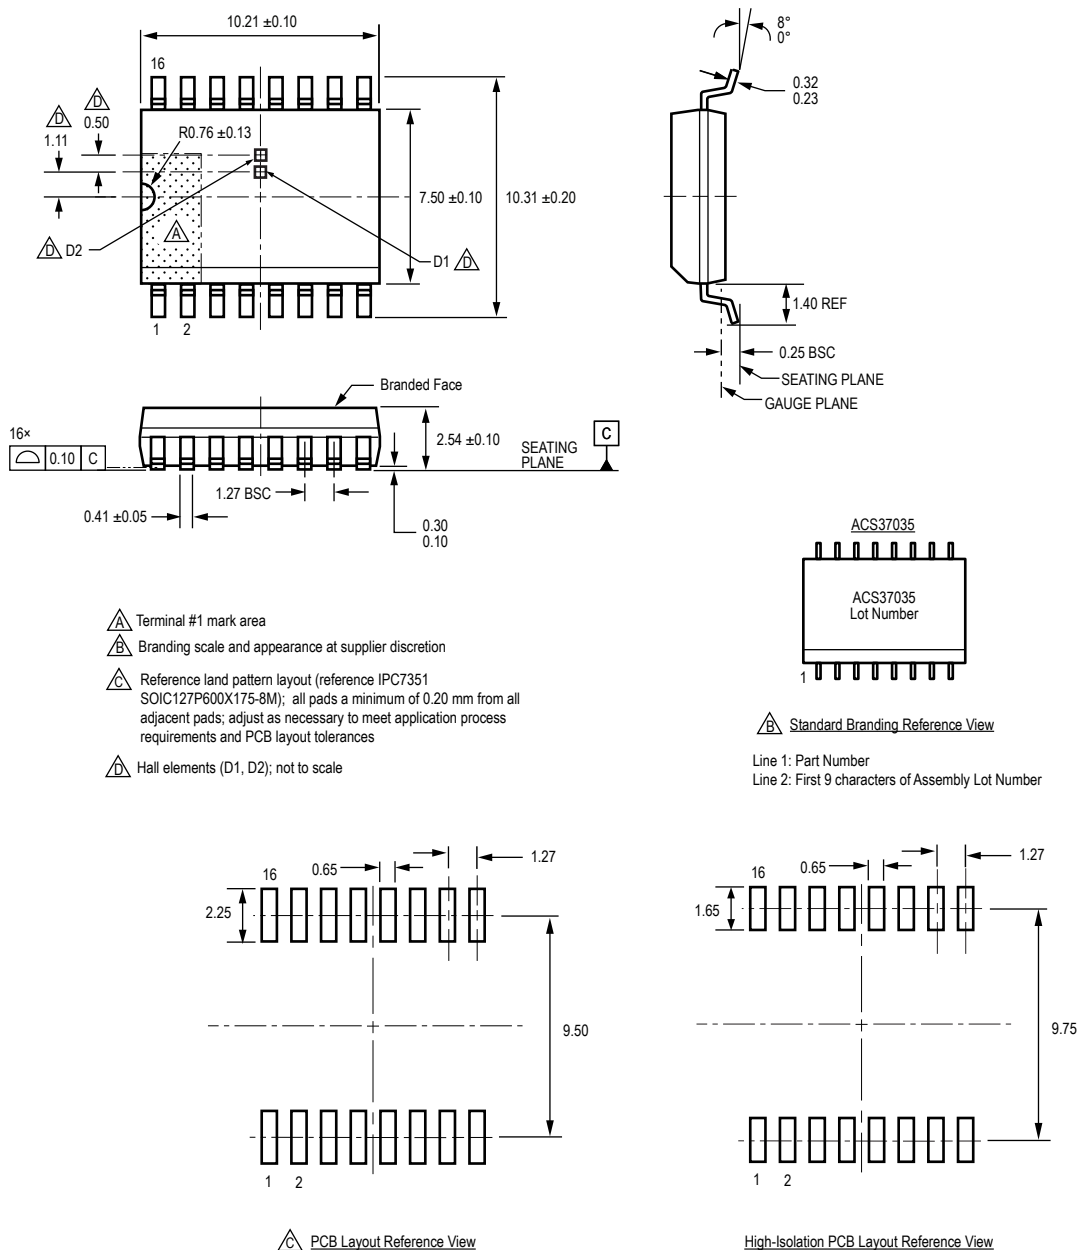 10.21 ±0.10
8°
0°
16
D
0.50
D
1.11
R0.76 ±0.13
0.32
0.23
7.50 ±0.10
10.31 ±0.20
A
D D2
D1 D
1 2
1.40 REF
0.25 BSC
SEATING PLANE
GAUGE PLANE
Branded Face
16×
0.10 C
2.54 ±0.10
SEATING
PLANE
C
1.27 BSC
0.41 ±0.05
0.30
0.10
ACS37035
ACS37035
Lot Number
1
A Terminal #1 mark area
B Branding scale and appearance at supplier discretion
C Reference land pattern layout (reference IPC7351
SOIC127P600X175-8M); all pads a minimum of 0.20 mm from all
adjacent pads; adjust as necessary to meet application process
requirements and PCB layout tolerances
D Hall elements (D1, D2); not to scale
B Standard Branding Reference View
Line 1: Part Number
Line 2: First 9 characters of Assembly Lot Number
16
0.65
1.27
2.25
9.50
1 2
C PCB Layout Reference View
16
0.65
1.27
1.65
9.75
1 2
High-Isolation PCB Layout Reference View